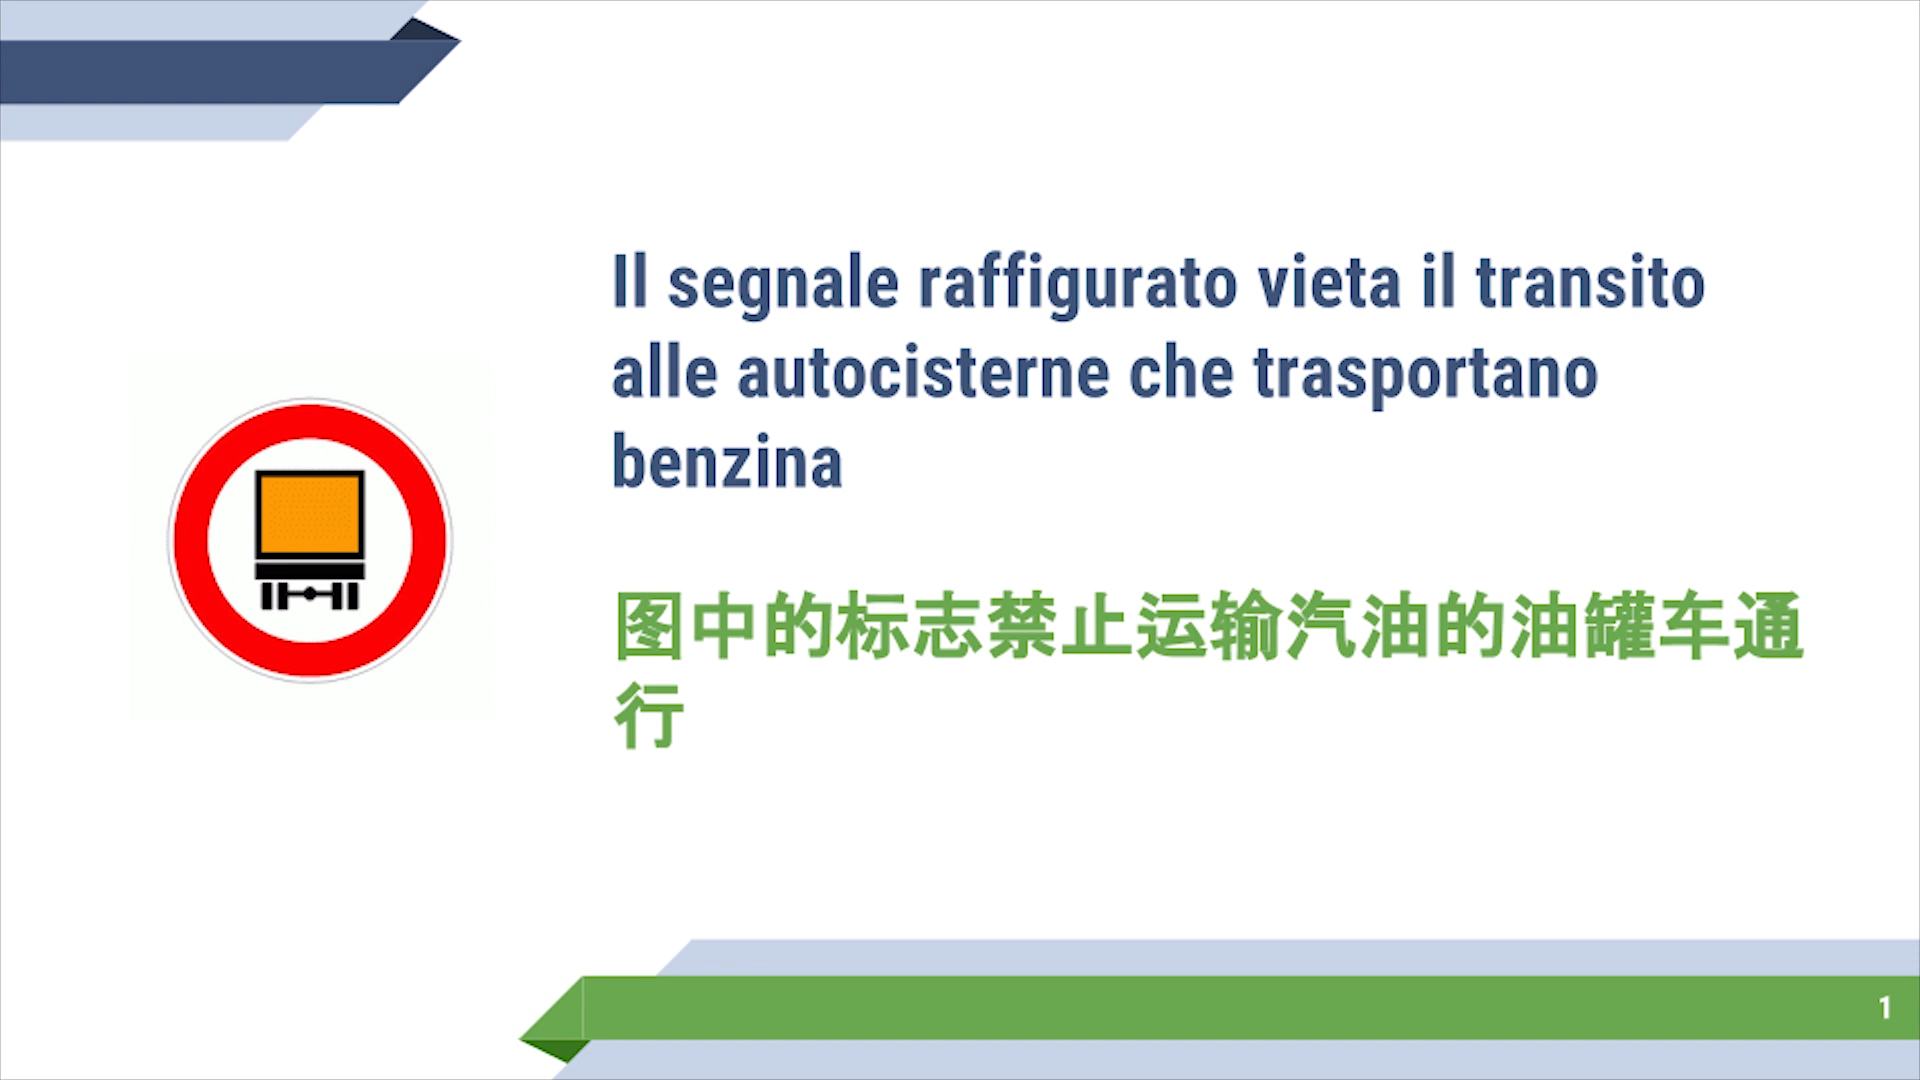 Il segnale raffigurato vieta il transito
alle autocisterne che trasportano
benzina
图中的标志禁止运输汽油的油罐车通
行
1